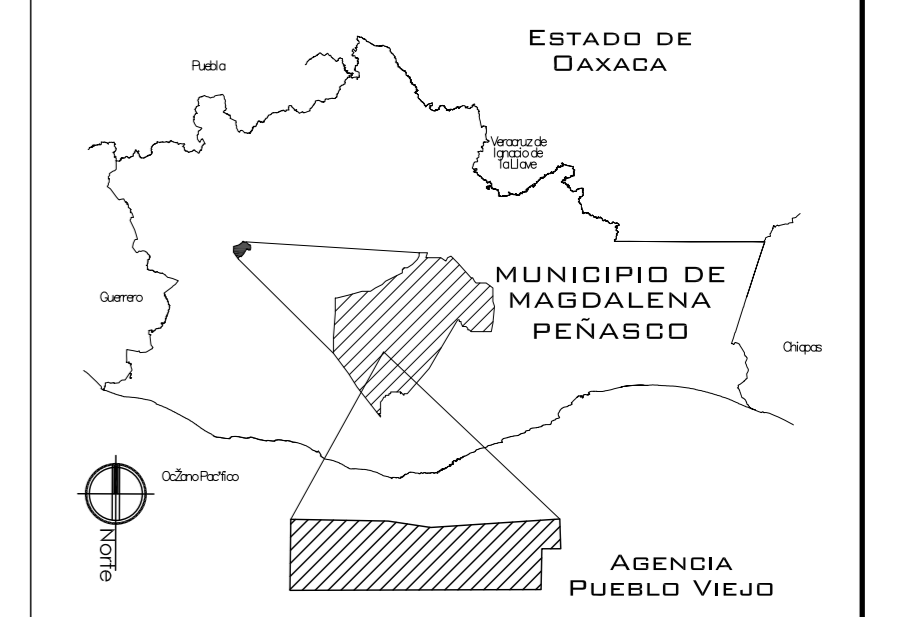 ESTADO DE
OAXACA
Puebla
Veracruz de
Ignacio de
la Llave
MUNICIPIO DE
MAGDALENA
PEÑASCO
Guerrero
Chiapas
OcŽano Pac”fico
Norte
AGENCIA
PUEBLO VIEJO